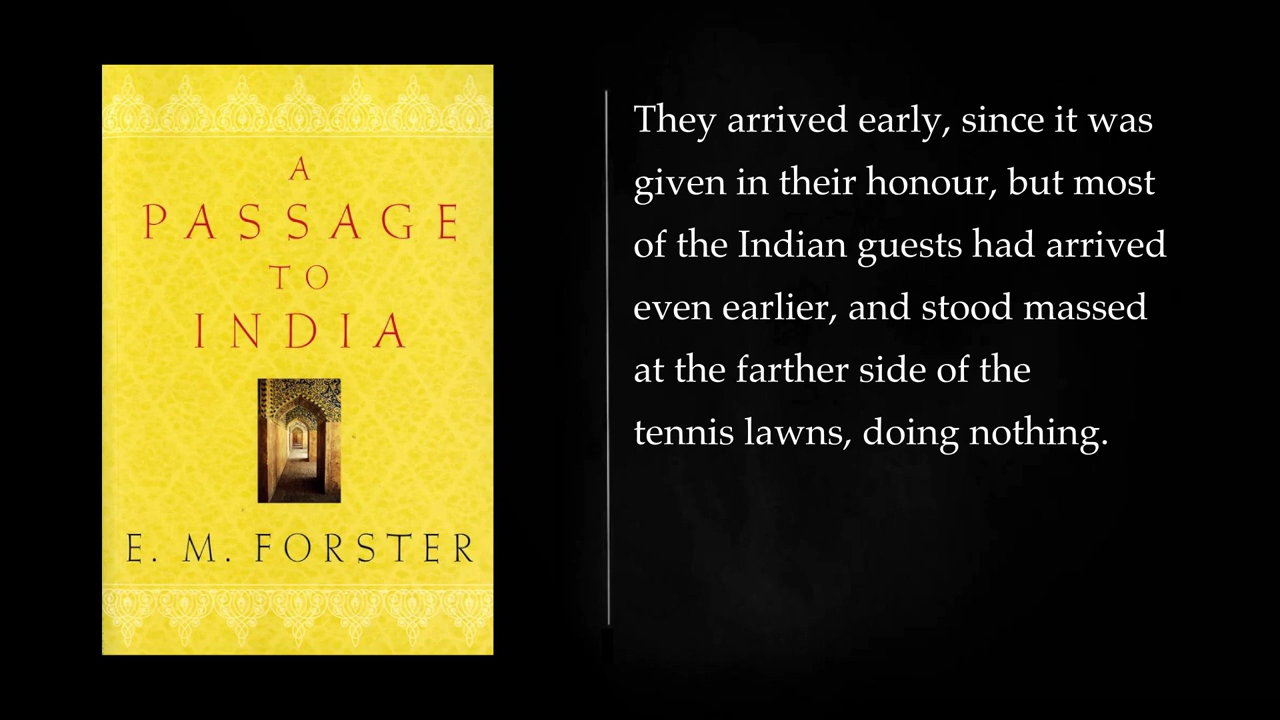 A
PASSAGE
TO
INDIA
E. M. FORSTER
They arrived early, since it was
given in their honour, but most
of the Indian guests had arrived
even earlier, and stood massed
at the farther side of the
tennis lawns, doing nothing.